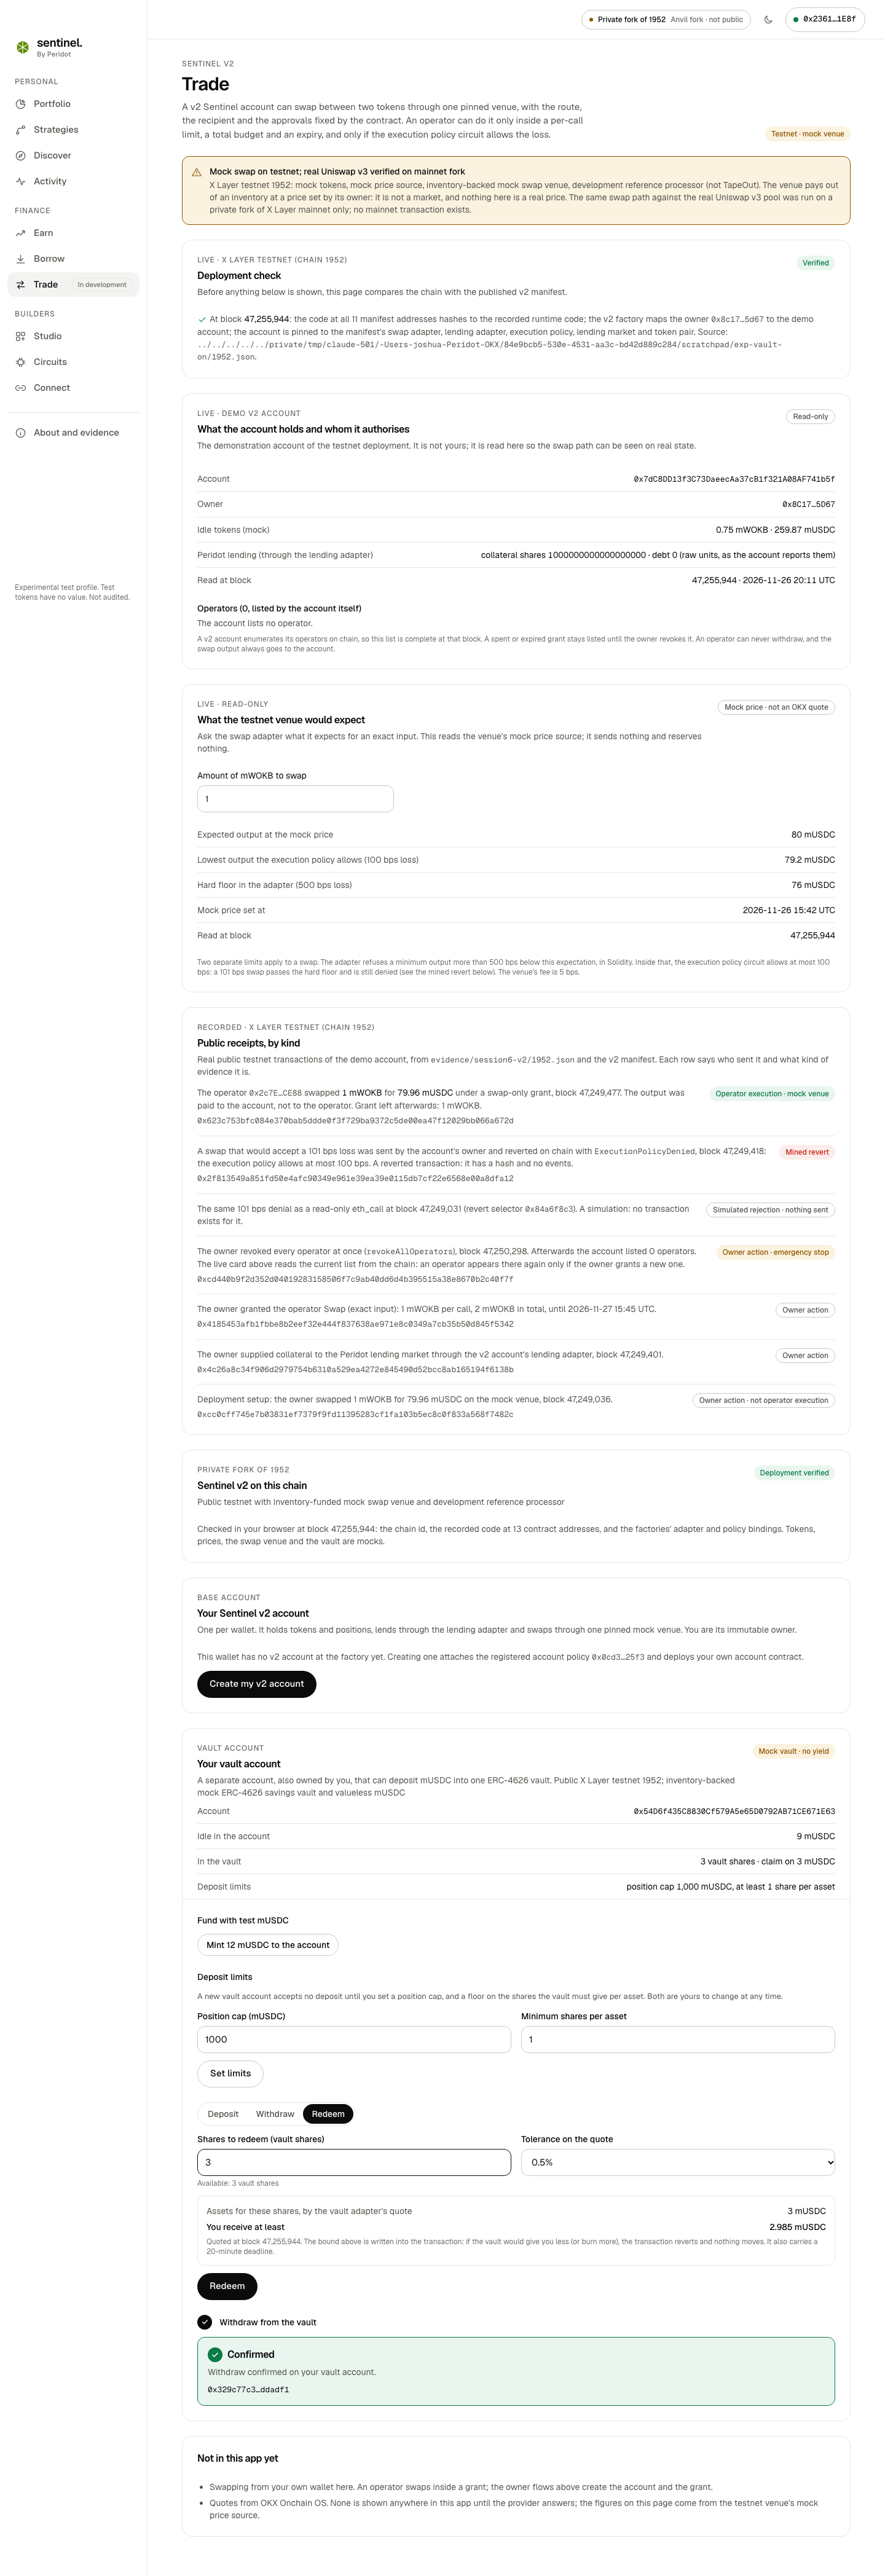 sentinel.
By Peridot
PERSONAL
Portfolio
Strategies
Discover
Activity
FINANCE
Earn
Borrow
Trade In development
BUILDERS
Studio
Circuits
Connect
About and evidence
Experimental test profile. Test
tokens have no value. Not audited.
Private fork of 1952 Anvil fork · not public
0x2361…1E8f
SENTINEL V2
Trade
A v2 Sentinel account can swap between two tokens through one pinned venue, with the route,
the recipient and the approvals fixed by the contract. An operator can do it only inside a per-call
limit, a total budget and an expiry, and only if the execution policy circuit allows the loss.
Testnet · mock venue
Mock swap on testnet; real Uniswap v3 verified on mainnet fork
X Layer testnet 1952: mock tokens, mock price source, inventory-backed mock swap venue, development reference processor (not TapeOut). The venue pays out
of an inventory at a price set by its owner: it is not a market, and nothing here is a real price. The same swap path against the real Uniswap v3 pool was run on a
private fork of X Layer mainnet only; no mainnet transaction exists.
LIVE · X LAYER TESTNET (CHAIN 1952)
Verified
Deployment check
Before anything below is shown, this page compares the chain with the published v2 manifest.
At block 47,255,944: the code at all 11 manifest addresses hashes to the recorded runtime code; the v2 factory maps the owner 0x8c17…5d67 to the demo
account; the account is pinned to the manifest's swap adapter, lending adapter, execution policy, lending market and token pair. Source:
../../../../../private/tmp/claude-501/-Users-joshua-Peridot-OKX/84e9bcb5-530e-4531-aa3c-bd42d889c284/scratchpad/exp-vault-
on/1952.json.
LIVE · DEMO V2 ACCOUNT
Read-only
What the account holds and whom it authorises
The demonstration account of the testnet deployment. It is not yours; it is read here so the swap path can be seen on real state.
Account 0x7dC8DD13f3C73DaeecAa37cB1f321A08AF741b5f
Owner 0x8C17…5D67
Idle tokens (mock) 0.75 mWOKB · 259.87 mUSDC
Peridot lending (through the lending adapter) collateral shares 1000000000000000000 · debt 0 (raw units, as the account reports them)
Read at block 47,255,944 · 2026-11-26 20:11 UTC
Operators (0, listed by the account itself)
The account lists no operator.
A v2 account enumerates its operators on chain, so this list is complete at that block. A spent or expired grant stays listed until the owner revokes it. An operator can never withdraw, and the
swap output always goes to the account.
LIVE · READ-ONLY
Mock price · not an OKX quote
What the testnet venue would expect
Ask the swap adapter what it expects for an exact input. This reads the venue's mock price source; it sends nothing and reserves
nothing.
Amount of mWOKB to swap
1
Expected output at the mock price 80 mUSDC
Lowest output the execution policy allows (100 bps loss) 79.2 mUSDC
Hard floor in the adapter (500 bps loss) 76 mUSDC
Mock price set at 2026-11-26 15:42 UTC
Read at block 47,255,944
Two separate limits apply to a swap. The adapter refuses a minimum output more than 500 bps below this expectation, in Solidity. Inside that, the execution policy circuit allows at most 100
bps: a 101 bps swap passes the hard floor and is still denied (see the mined revert below). The venue's fee is 5 bps.
RECORDED · X LAYER TESTNET (CHAIN 1952)
Public receipts, by kind
Real public testnet transactions of the demo account, from evidence/session6-v2/1952.json and the v2 manifest. Each row says who sent it and what kind of
evidence it is.
The operator 0x2c7E…CE88 swapped 1 mWOKB for 79.96 mUSDC under a swap-only grant, block 47,249,477. The output was
paid to the account, not to the operator. Grant left afterwards: 1 mWOKB.
Operator execution · mock venue
0x623c753bfc084e370bab5ddde0f3f729ba9372c5de00ea47f12029bb066a672d
A swap that would accept a 101 bps loss was sent by the account's owner and reverted on chain with ExecutionPolicyDenied, block 47,249,418:
the execution policy allows at most 100 bps. A reverted transaction: it has a hash and no events.
Mined revert
0x2f813549a851fd50e4afc90349e961e39ea39e0115db7cf22e6568e00a8dfa12
The same 101 bps denial as a read-only eth_call at block 47,249,031 (revert selector 0x84a6f8c3). A simulation: no transaction
exists for it.
Simulated rejection · nothing sent
The owner revoked every operator at once (revokeAllOperators), block 47,250,298. Afterwards the account listed 0 operators.
The live card above reads the current list from the chain: an operator appears there again only if the owner grants a new one.
Owner action · emergency stop
0xcd440b9f2d352d0401928315850​6f7c9ab40dd6d4b395515a38e8670b2c40f7f
The owner granted the operator Swap (exact input): 1 mWOKB per call, 2 mWOKB in total, until 2026-11-27 15:45 UTC.
Owner action
0x4185453afb1fbbe8b2eef32e444f837638ae971e8c0349a7cb35b50d845f5342
The owner supplied collateral to the Peridot lending market through the v2 account's lending adapter, block 47,249,401.
Owner action
0x4c26a8c34f906d2979754b6310a529ea4272e845490d52bcc8ab165194f6138b
Deployment setup: the owner swapped 1 mWOKB for 79.96 mUSDC on the mock venue, block 47,249,036.
Owner action · not operator execution
0xcc0cff745e7b03831ef7379f9fd11395283cf1fa103b5ec8c0f833a568f7482c
PRIVATE FORK OF 1952
Deployment verified
Sentinel v2 on this chain
Public testnet with inventory-funded mock swap venue and development reference processor
Checked in your browser at block 47,255,944: the chain id, the recorded code at 13 contract addresses, and the factories' adapter and policy bindings. Tokens,
prices, the swap venue and the vault are mocks.
BASE ACCOUNT
Your Sentinel v2 account
One per wallet. It holds tokens and positions, lends through the lending adapter and swaps through one pinned mock venue. You are its immutable owner.
This wallet has no v2 account at the factory yet. Creating one attaches the registered account policy 0x0cd3…25f3 and deploys your own account contract.
Create my v2 account
VAULT ACCOUNT
Mock vault · no yield
Your vault account
A separate account, also owned by you, that can deposit mUSDC into one ERC-4626 vault. Public X Layer testnet 1952; inventory-backed
mock ERC-4626 savings vault and valueless mUSDC
Account 0x54D6f435C8830Cf579A5e65D0792AB71CE671E63
Idle in the account 9 mUSDC
In the vault 3 vault shares · claim on 3 mUSDC
Deposit limits position cap 1,000 mUSDC, at least 1 share per asset
Fund with test mUSDC
Mint 12 mUSDC to the account
Deposit limits
A new vault account accepts no deposit until you set a position cap, and a floor on the shares the vault must give per asset. Both are yours to change at any time.
Position cap (mUSDC) Minimum shares per asset
1000 1
Set limits
Deposit Withdraw Redeem
Shares to redeem (vault shares) Tolerance on the quote
3 0.5%
Available: 3 vault shares
Assets for these shares, by the vault adapter's quote 3 mUSDC
You receive at least 2.985 mUSDC
Quoted at block 47,255,944. The bound above is written into the transaction: if the vault would give you less (or burn more), the transaction reverts and nothing moves. It also carries a
20-minute deadline.
Redeem
Withdraw from the vault
Confirmed
Withdraw confirmed on your vault account.
0x329c77c3…ddadf1
Not in this app yet
Swapping from your own wallet here. An operator swaps inside a grant; the owner flows above create the account and the grant.
Quotes from OKX Onchain OS. None is shown anywhere in this app until the provider answers; the figures on this page come from the testnet venue's mock
price source.